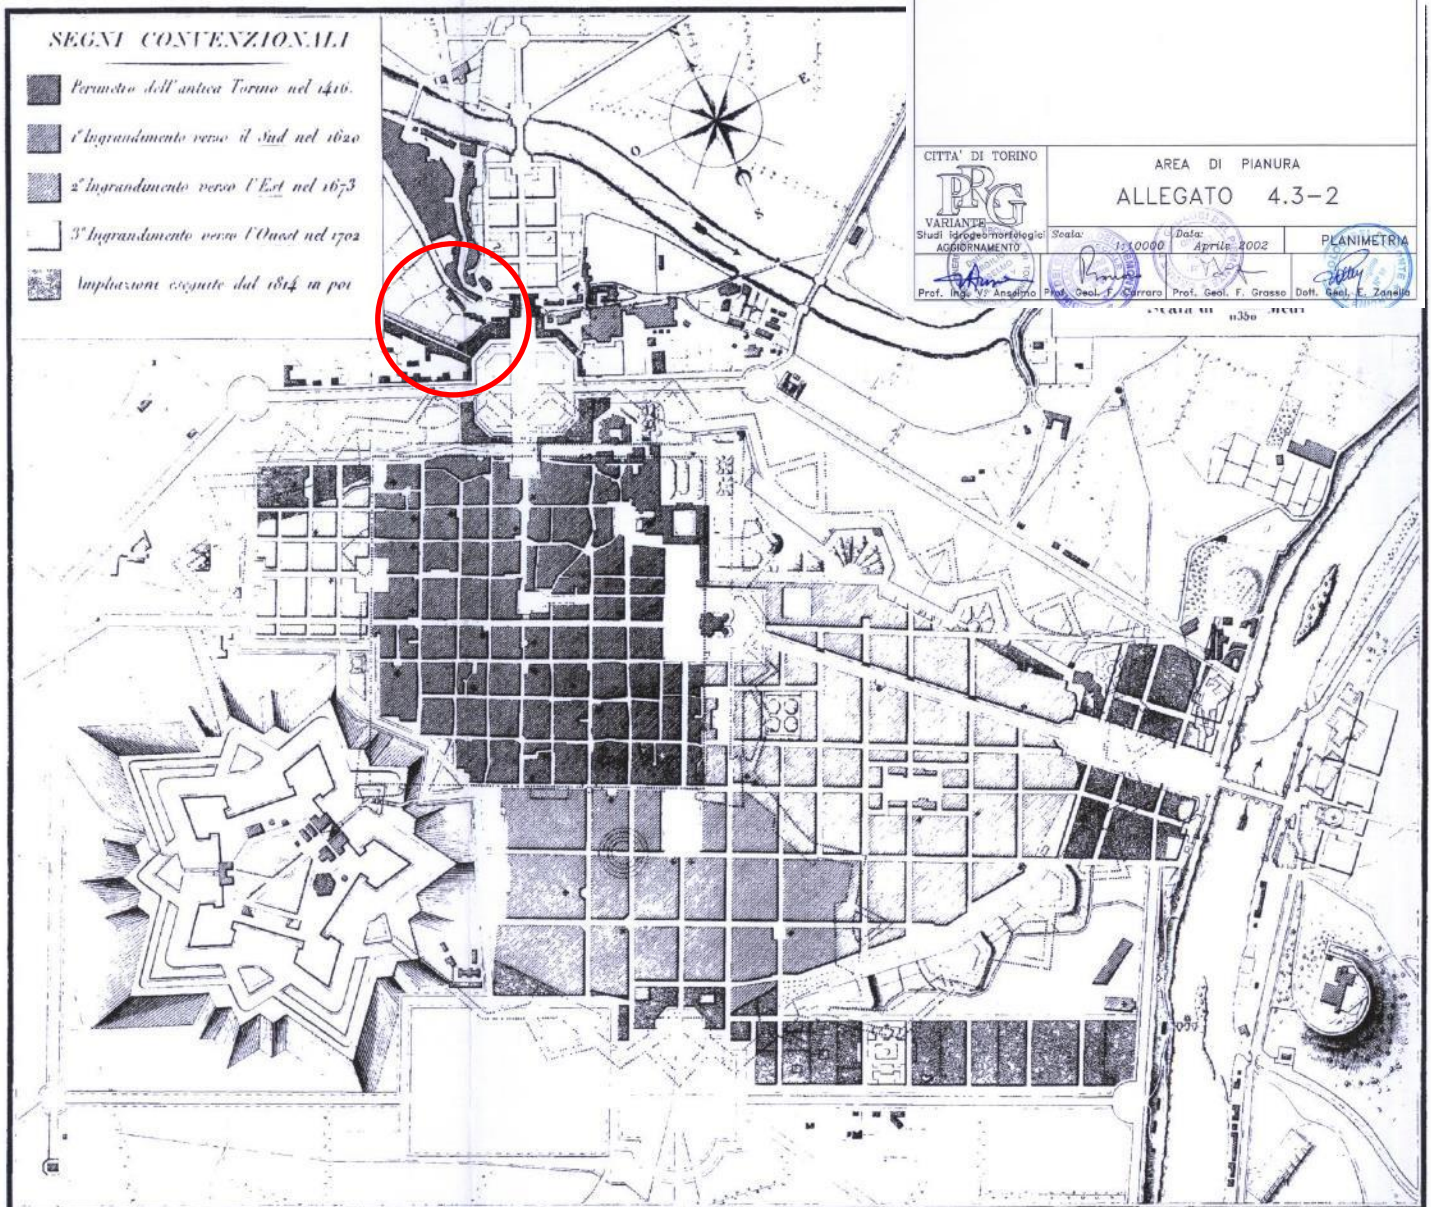 SEGNI CONVENZIONALI
Perimetro dell'antica Torino nel 1416.
1° Ingrandimento verso il Sud nel 1620
2° Ingrandimento verso l'Est nel 1673
3° Ingrandimento verso l'Ouest nel 1702
Ampliazioni eseguite dal 1814 in poi
E
O
S
CITTA' DI TORINO
PRG
VARIANTE
Studi idrogeomorfologici
AGGIORNAMENTO
AREA DI PIANURA
ALLEGATO 4.3-2
Scala:
1:10000
Data:
Aprile 2002
PLANIMETRIA
Prof. Ing. V. Anselmo
Prof. Geol. F. Carraro
Prof. Geol. F. Grasso
Dott. Geol. E. Zanella